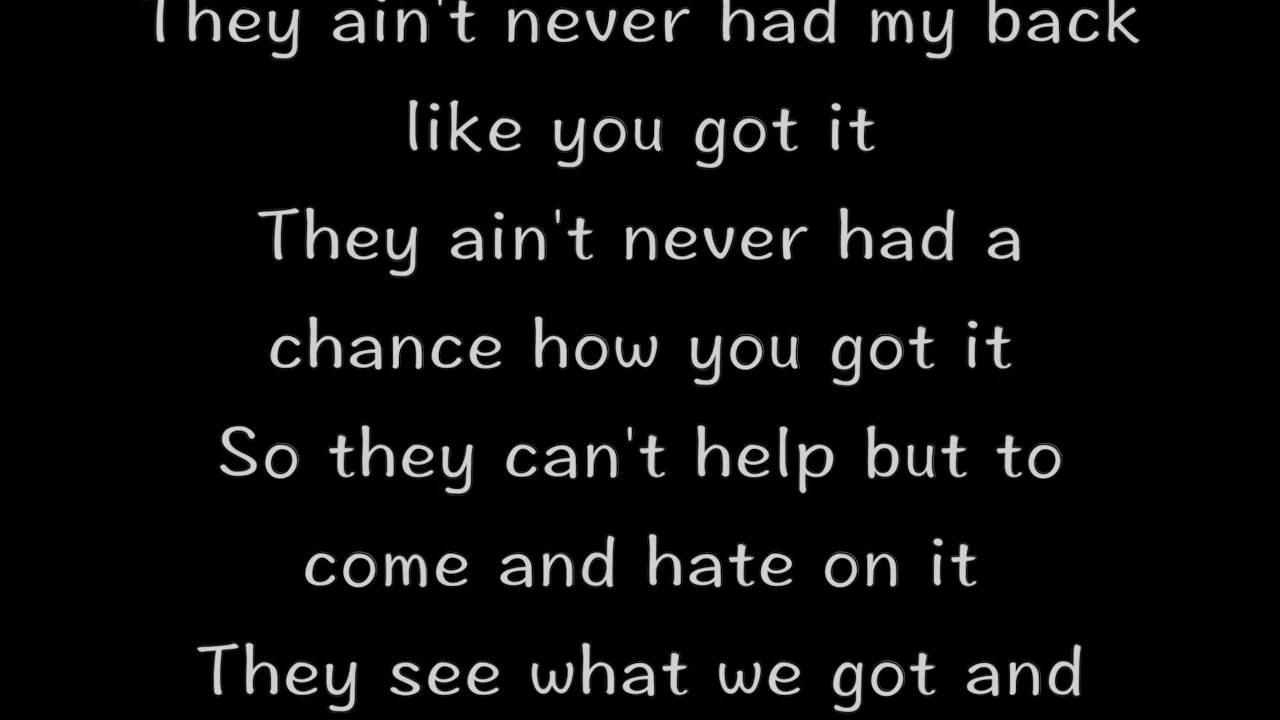 They ain't never had my back
like you got it
They ain't never had a
chance how you got it
So they can't help but to
come and hate on it
They see what we got and